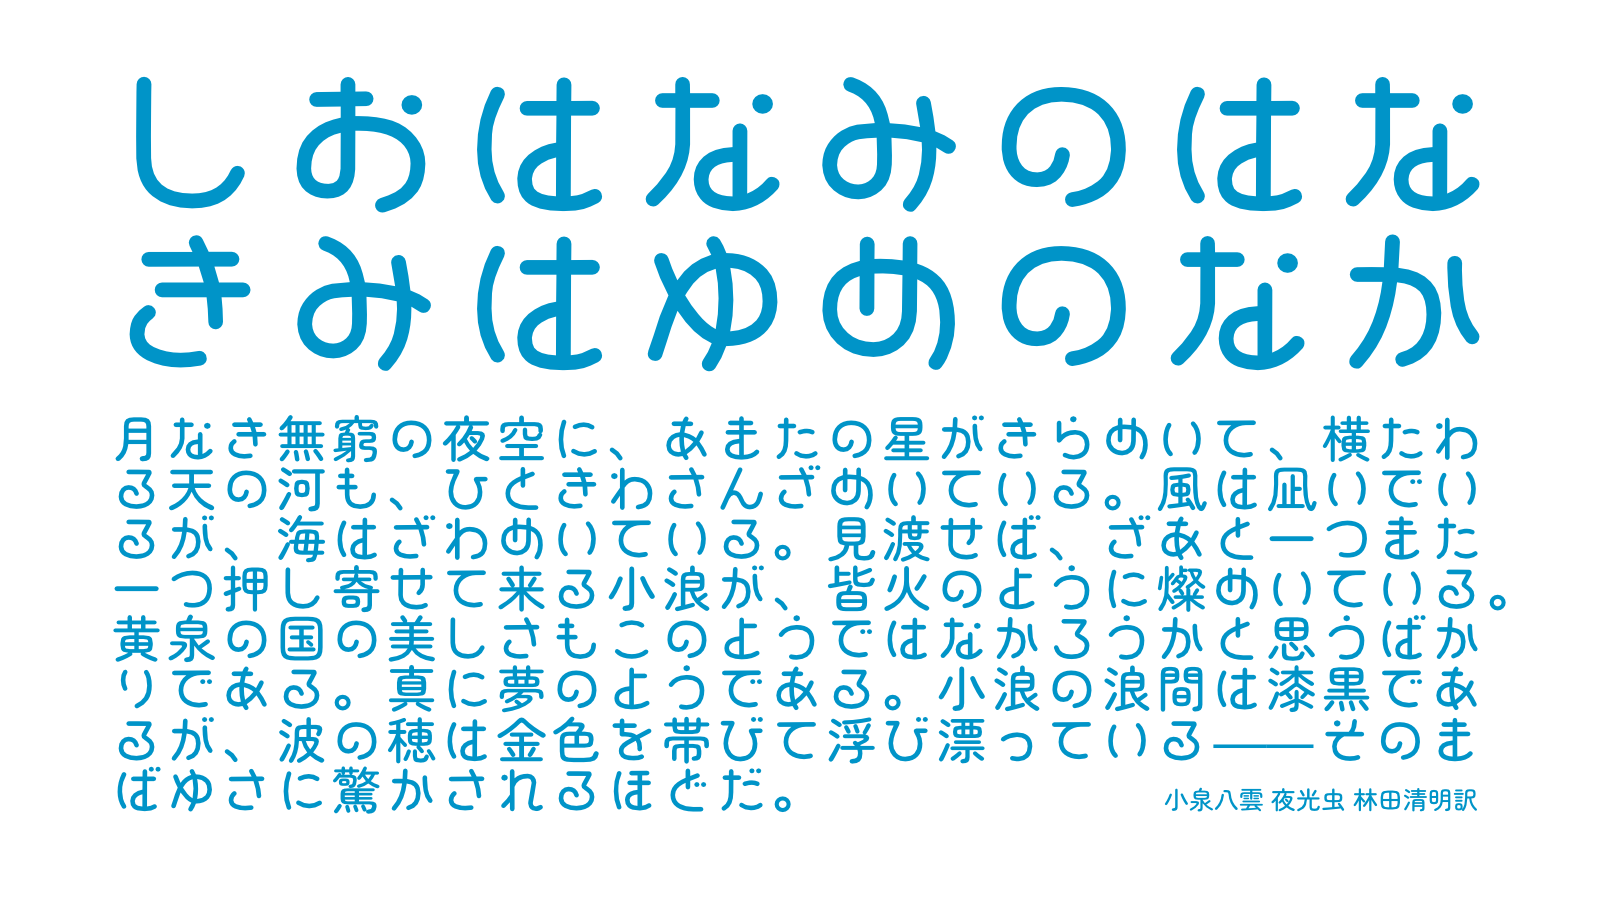 しおはなみのはな
きみはゆめのなか
月なき無窮の夜空に、あまたの星がきらめいて、横たわ
る天の河も、ひときわさんざめいている。風は凪いでい
るが、海はざわめいている。見渡せば、ざあと一つまた
一つ押し寄せて来る小浪が、皆火のように燦めいている。
黄泉の国の美しさもこのようではなかろうかと思うばか
りである。真に夢のようである。小浪の浪間は漆黒であ
るが、波の穂は金色を帯びて浮び漂っている――そのま
ばゆさに驚かされるほどだ。
小泉八雲 夜光虫 林田清明訳